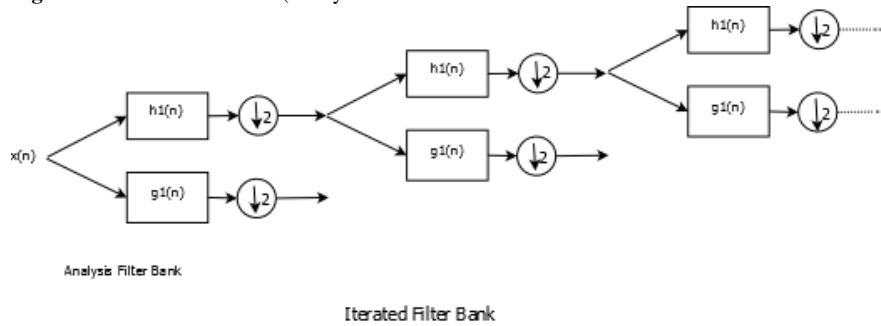 h1(n)
2
h1(n)
2
h1(n)
2
g1(n)
2
x(n)
g1(n)
2
g1(n)
2
Analysis Filter Bank
Iterated Filter Bank